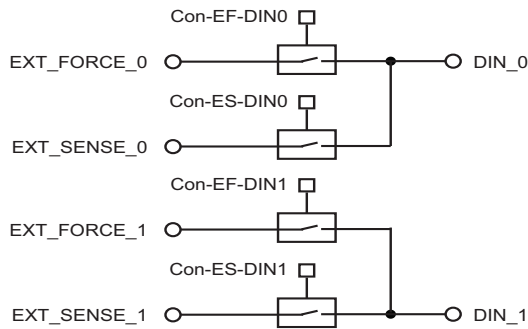 Con-EF-DIN0
EXT_FORCE_0
DIN_0
Con-ES-DIN0
EXT_SENSE_0
Con-EF-DIN1
EXT_FORCE_1
Con-ES-DIN1
EXT_SENSE_1
DIN_1